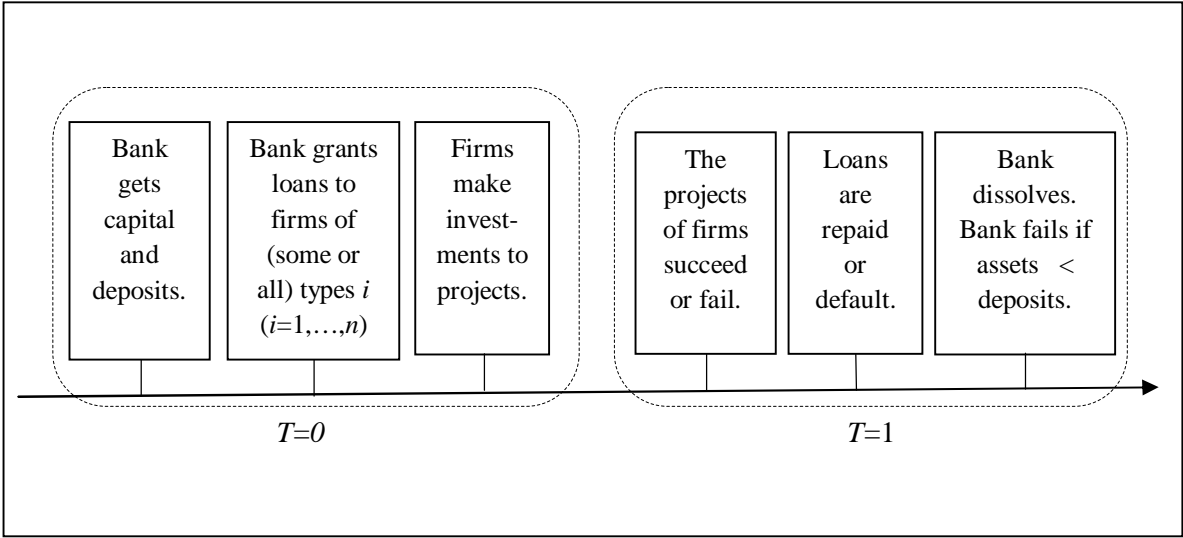 Bank
gets
capital
and
deposits.
Bank grants
loans to
firms of
(some or
all) types i
(i=1,…,n)
Firms
make
invest-
ments to
projects.
The
projects
of firms
succeed
or fail.
Loans
are
repaid
or
default.
Bank
dissolves.
Bank fails if
assets <
deposits.
T=0
T=1